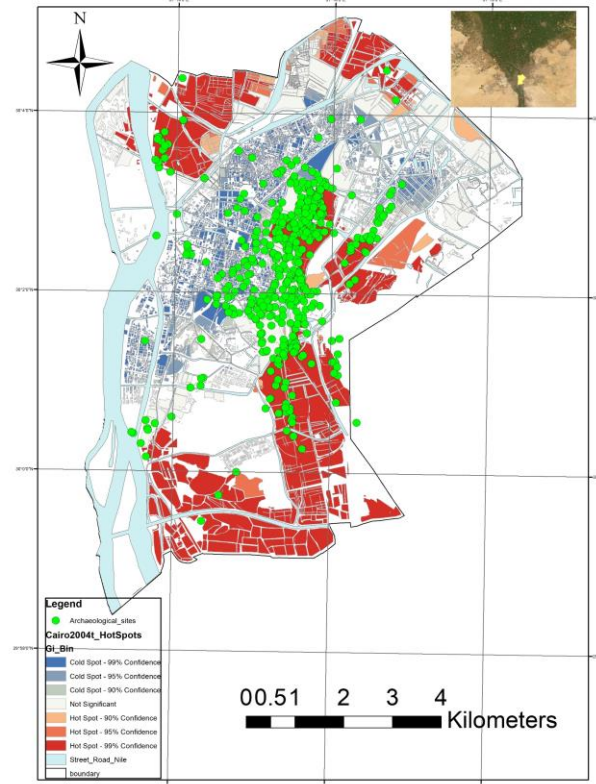 N
Legend
Archaeological_sites
Cairo2004t_HotSpots
Gi_Bin
Cold Spot - 99% Confidence
Cold Spot - 95% Confidence
Cold Spot - 90% Confidence
Not Significant
Hot Spot - 90% Confidence
Hot Spot - 95% Confidence
Hot Spot - 99% Confidence
Street_Road_Nile
boundary
00.51 2 3 4
Kilometers